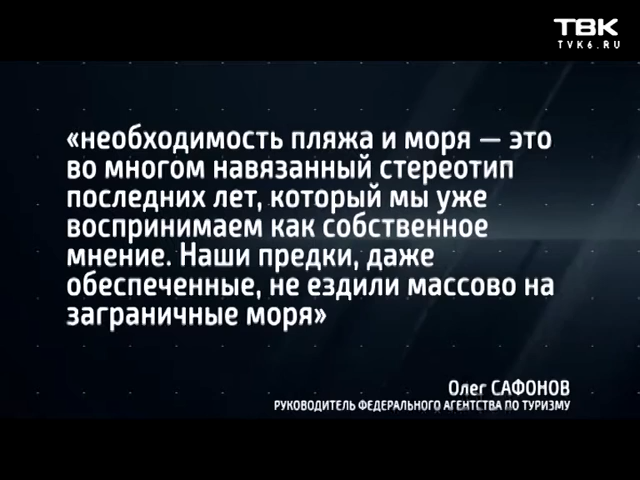 ТВК
TVK6.RU
«необходимость пляжа и моря — это
во многом навязанный стереотип
последних лет, который мы уже
воспринимаем как собственное
мнение. Наши предки, даже
обеспеченные, не ездили массово на
заграничные моря»
Олег САФОНОВ
РУКОВОДИТЕЛЬ ФЕДЕРАЛЬНОГО АГЕНТСТВА ПО ТУРИЗМУ